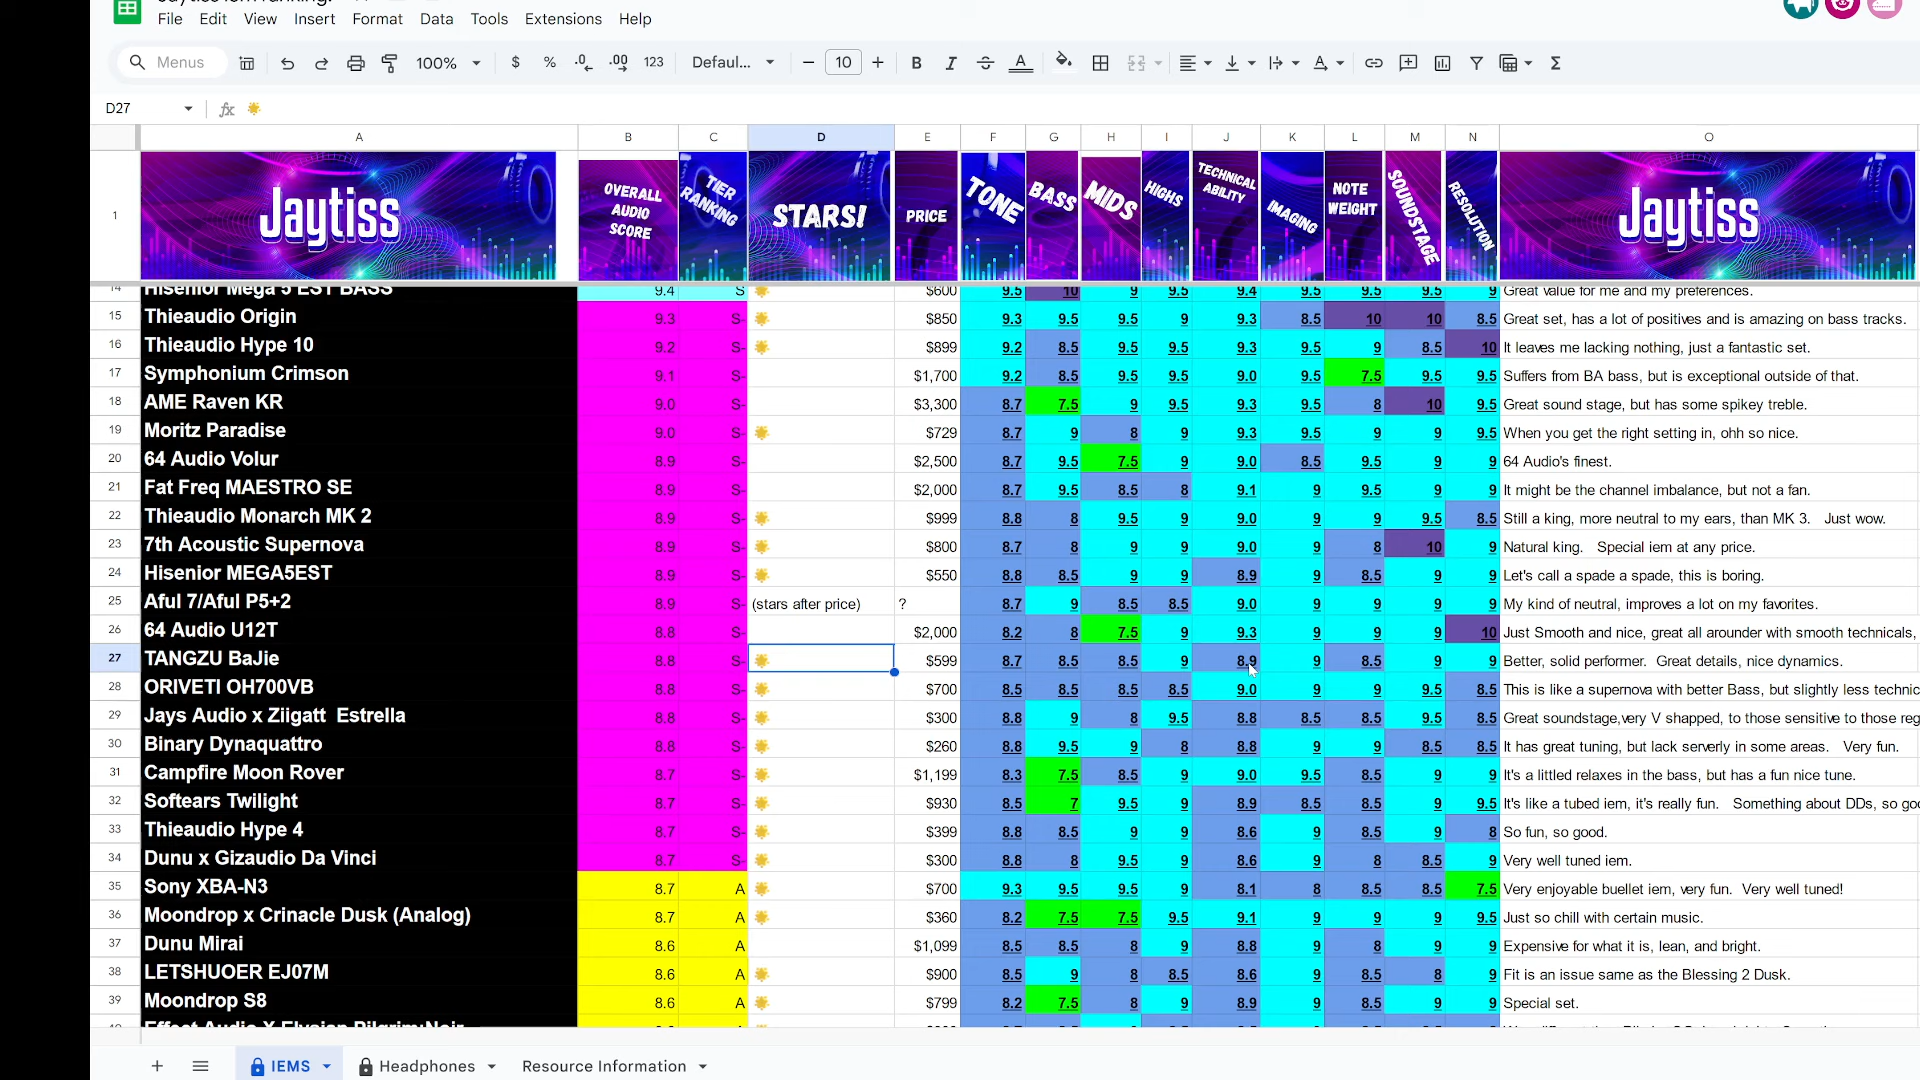 File Edit View Insert Format Data Tools Extensions Help
Menus 100% $ % .0 .00 123 Defaul... − 10 + B I A Σ
D27 fx
A B C D E F G H I J K L M N O
1 Jaytiss OVERALL AUDIO SCORE TIER RANKING STARS! PRICE TONE BASS MIDS HIGHS TECHNICAL ABILITY IMAGING NOTE WEIGHT SOUNDSTAGE RESOLUTION Jaytiss
14 Hisenior Mega 5 EST BASS 9.4 S $600 9.5 10 9 9.5 9.4 9.5 9.5 9.5 9 Great value for me and my preferences.
15 Thieaudio Origin 9.3 S- $850 9.3 9.5 9.5 9 9.3 8.5 10 10 8.5 Great set, has a lot of positives and is amazing on bass tracks.
16 Thieaudio Hype 10 9.2 S- $899 9.2 8.5 9.5 9.5 9.3 9.5 9 8.5 10 It leaves me lacking nothing, just a fantastic set.
17 Symphonium Crimson 9.1 S- $1,700 9.2 8.5 9.5 9.5 9.0 9.5 7.5 9.5 9.5 Suffers from BA bass, but is exceptional outside of that.
18 AME Raven KR 9.0 S- $3,300 8.7 7.5 9 9.5 9.3 9.5 8 10 9.5 Great sound stage, but has some spikey treble.
19 Moritz Paradise 9.0 S- $729 8.7 9 8 9 9.3 9.5 9 9 9.5 When you get the right setting in, ohh so nice.
20 64 Audio Volur 8.9 S- $2,500 8.7 9.5 7.5 9 9.0 8.5 9.5 9 9 64 Audio's finest.
21 Fat Freq MAESTRO SE 8.9 S- $2,000 8.7 9.5 8.5 8 9.1 9 9.5 9 9 It might be the channel imbalance, but not a fan.
22 Thieaudio Monarch MK 2 8.9 S- $999 8.8 8 9.5 9 9.0 9 9 9.5 8.5 Still a king, more neutral to my ears, than MK 3. Just wow.
23 7th Acoustic Supernova 8.9 S- $800 8.7 8 9 9 9.0 9 8 10 9 Natural king. Special iem at any price.
24 Hisenior MEGA5EST 8.9 S- $550 8.8 8.5 9 9 8.9 9 8.5 9 9 Let's call a spade a spade, this is boring.
25 Aful 7/Aful P5+2 8.9 S- (stars after price) ? 8.7 9 8.5 8.5 9.0 9 9 9 9 My kind of neutral, improves a lot on my favorites.
26 64 Audio U12T 8.8 S- $2,000 8.2 8 7.5 9 9.3 9 9 9 10 Just Smooth and nice, great all arounder with smooth technicals,
27 TANGZU BaJie 8.8 S- $599 8.7 8.5 8.5 9 8.9 9 8.5 9 9 Better, solid performer. Great details, nice dynamics.
28 ORIVETI OH700VB 8.8 S- $700 8.5 8.5 8.5 8.5 9.0 9 9 9.5 8.5 This is like a supernova with better Bass, but slightly less technic
29 Jays Audio x Ziigatt Estrella 8.8 S- $300 8.8 9 8 9.5 8.8 8.5 8.5 9.5 8.5 Great soundstage,very V shapped, to those sensitive to those reg
30 Binary Dynaquattro 8.8 S- $260 8.8 9.5 9 8 8.8 9 9 8.5 8.5 It has great tuning, but lack serverly in some areas. Very fun.
31 Campfire Moon Rover 8.7 S- $1,199 8.3 7.5 8.5 9 9.0 9.5 8.5 9 9 It's a littled relaxes in the bass, but has a fun nice tune.
32 Softears Twilight 8.7 S- $930 8.5 7 9.5 9 8.9 8.5 8.5 9 9.5 It's like a tubed iem, it's really fun. Something about DDs, so goo
33 Thieaudio Hype 4 8.7 S- $399 8.8 8.5 9 9 8.6 9 8.5 9 8 So fun, so good.
34 Dunu x Gizaudio Da Vinci 8.7 S- $300 8.8 8 9.5 9 8.6 9 8 8.5 9 Very well tuned iem.
35 Sony XBA-N3 8.7 A $700 9.3 9.5 9.5 9 8.1 8 8.5 8.5 7.5 Very enjoyable buellet iem, very fun. Very well tuned!
36 Moondrop x Crinacle Dusk (Analog) 8.7 A $360 8.2 7.5 7.5 9.5 9.1 9 9 9 9.5 Just so chill with certain music.
37 Dunu Mirai 8.6 A $1,099 8.5 8.5 8 9 8.8 9 8 9 9 Expensive for what it is, lean, and bright.
38 LETSHUOER EJ07M 8.6 A $900 8.5 9 8 8.5 8.6 9 8.5 8 9 Fit is an issue same as the Blessing 2 Dusk.
39 Moondrop S8 8.6 A $799 8.2 7.5 8 9 8.9 9 8.5 9 9 Special set.
Effect Audio X Elysian Pilgrim:Noir
+ IEMS Headphones Resource Information